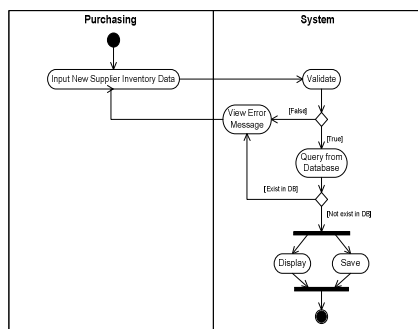 Purchasing
System
Input New Supplier Inventory Data
Validate
View Error
Message
[False]
[True]
Query from
Database
[Exist in DB]
[Not exist in DB]
Display
Save